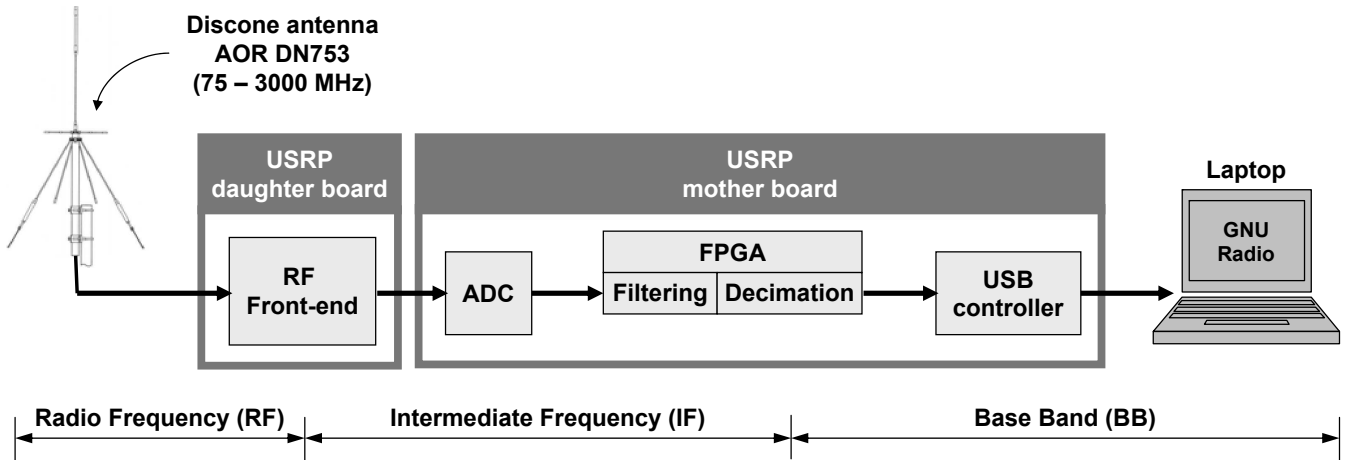 Discone antenna
AOR DN753
(75 – 3000 MHz)
USRP
daughter board
USRP
mother board
Laptop
RF
Front-end
ADC
FPGA
Filtering
Decimation
USB
controller
GNU
Radio
Radio Frequency (RF)
Intermediate Frequency (IF)
Base Band (BB)